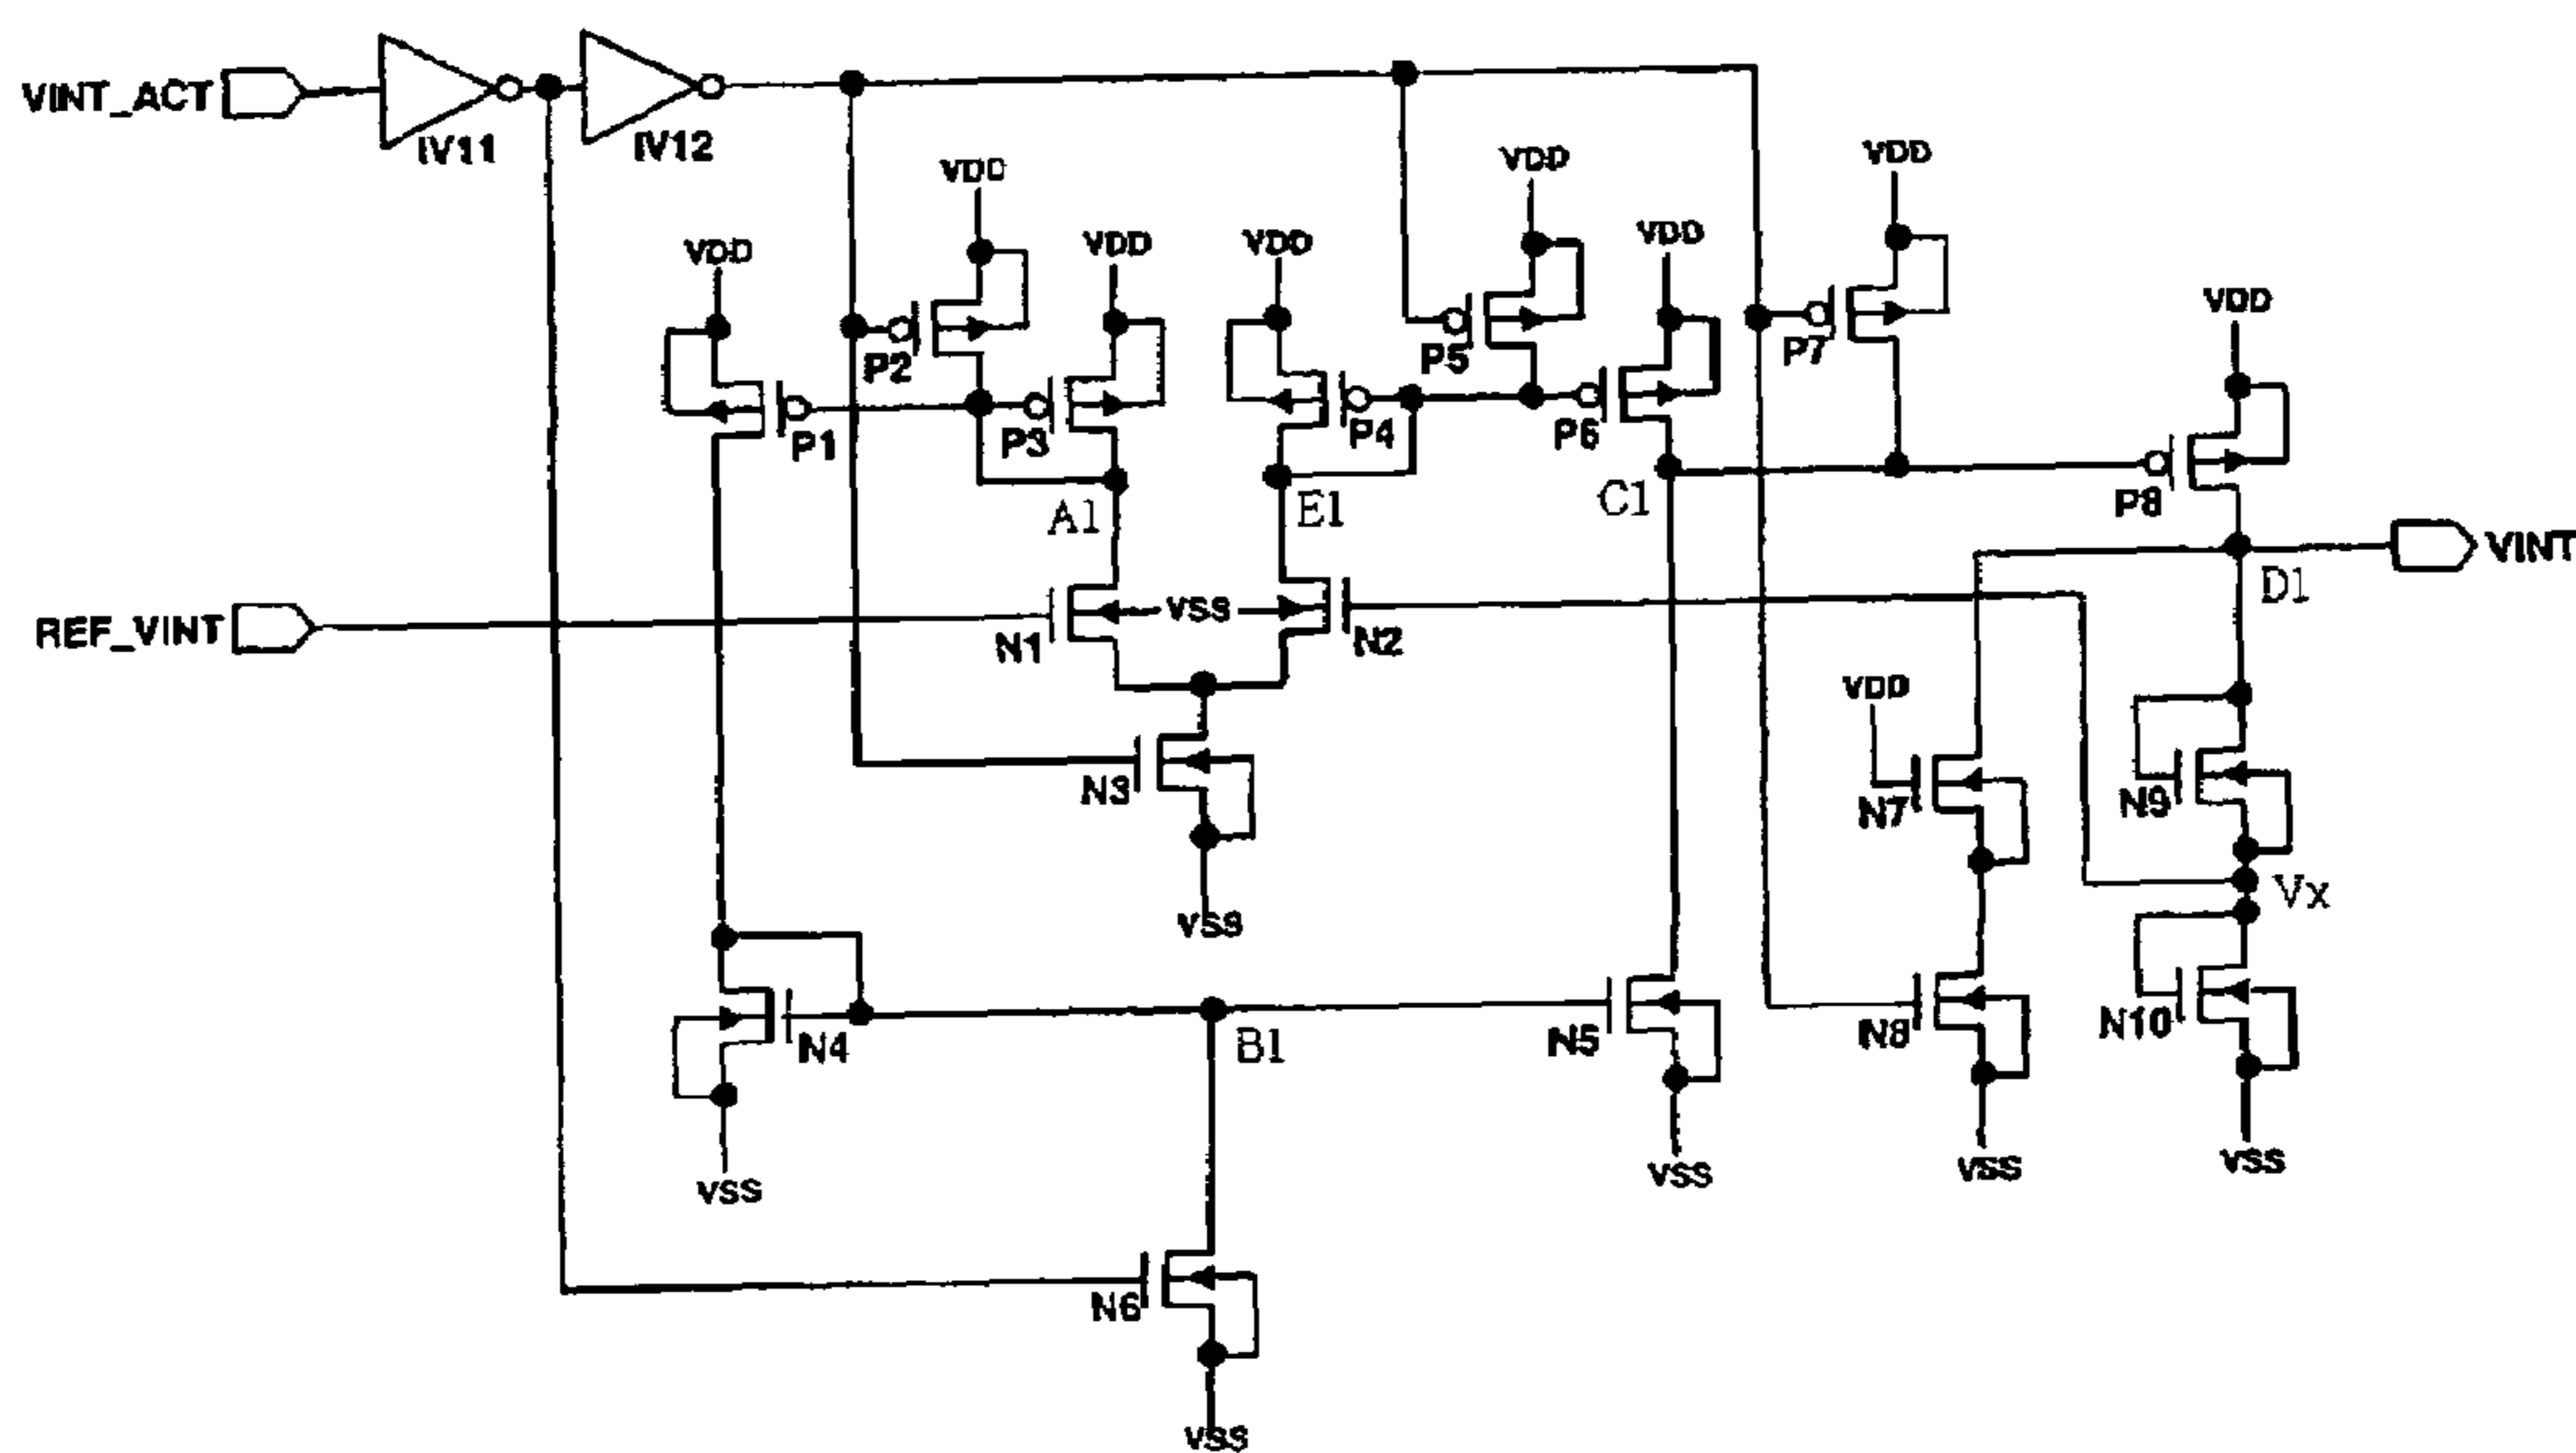 VINT_ACT
IV11
IV12
VDD
VDD
VDD
VDD
VDD
VDD
VDD
VDD
P2
P5
P7
P1
P3
P4
P6
P8
A1
E1
C1
D1
VINT
REF_VINT
N1
VSS
N2
VDD
N3
N7
N9
Vx
VSS
N4
B1
N5
N8
N10
VSS
VSS
VSS
VSS
N6
VSS